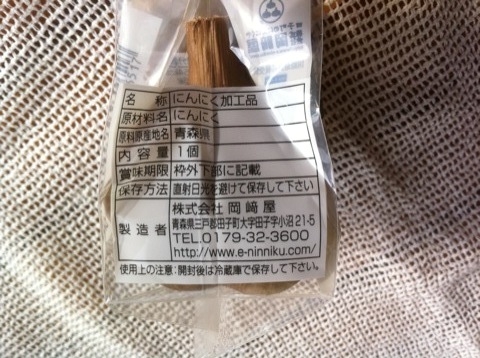 名称 にんにく加工品
原材料名 にんにく
原料原産地名 青森県
内容量 1個
賞味期限 枠外下部に記載
保存方法 直射日光を避けて保存して下さい
製造者 株式会社 岡﨑屋
青森県三戸郡田子町大字田子字小沼21-5
TEL.0179-32-3600
http://www.e-ninniku.com/
使用上の注意:開封後は冷蔵庫で保存して下さい。